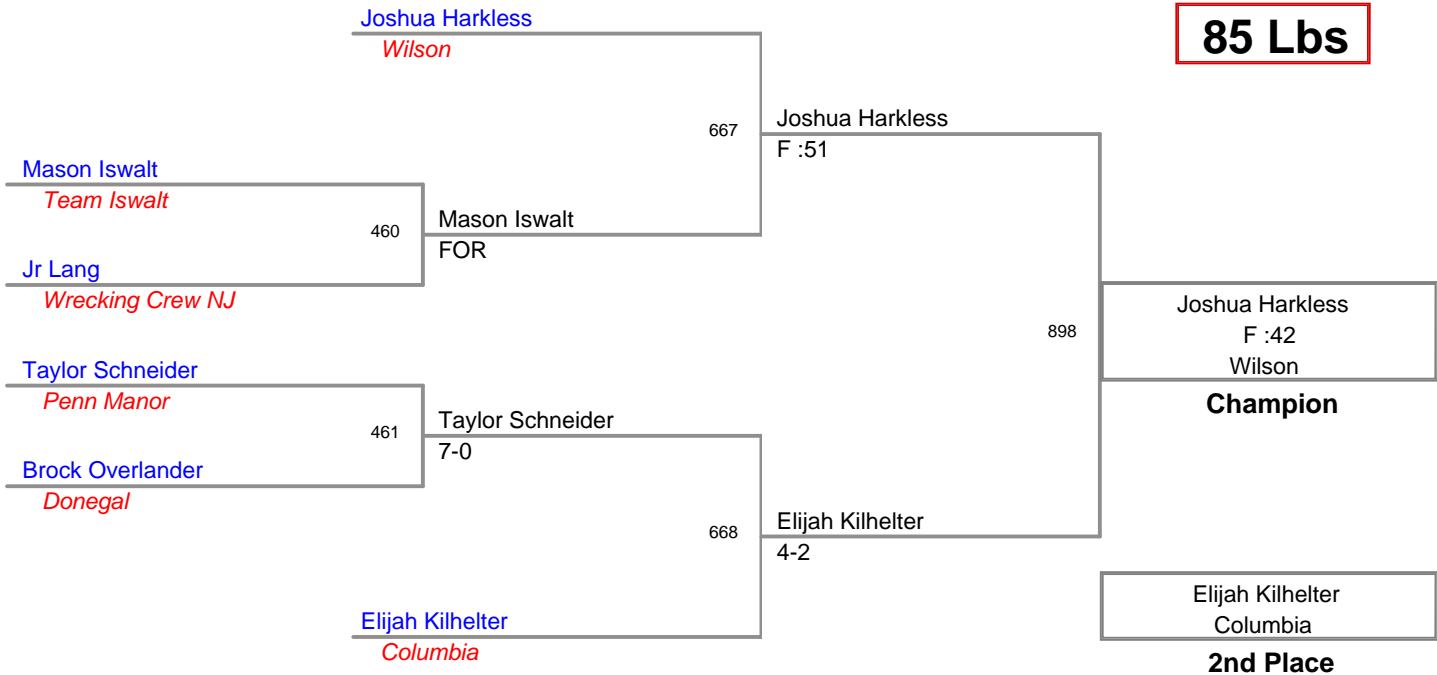 85 Lbs
Joshua Harkless
Wilson
667
Joshua Harkless
F :51
Mason Iswalt
Team Iswalt
460
Mason Iswalt
FOR
Jr Lang
Wrecking Crew NJ
898
Joshua Harkless
F :42
Wilson
Champion
Taylor Schneider
Penn Manor
461
Taylor Schneider
7-0
Brock Overlander
Donegal
668
Elijah Kilhelter
4-2
Elijah Kilhelter
Columbia
Elijah Kilhelter
Columbia
2nd Place